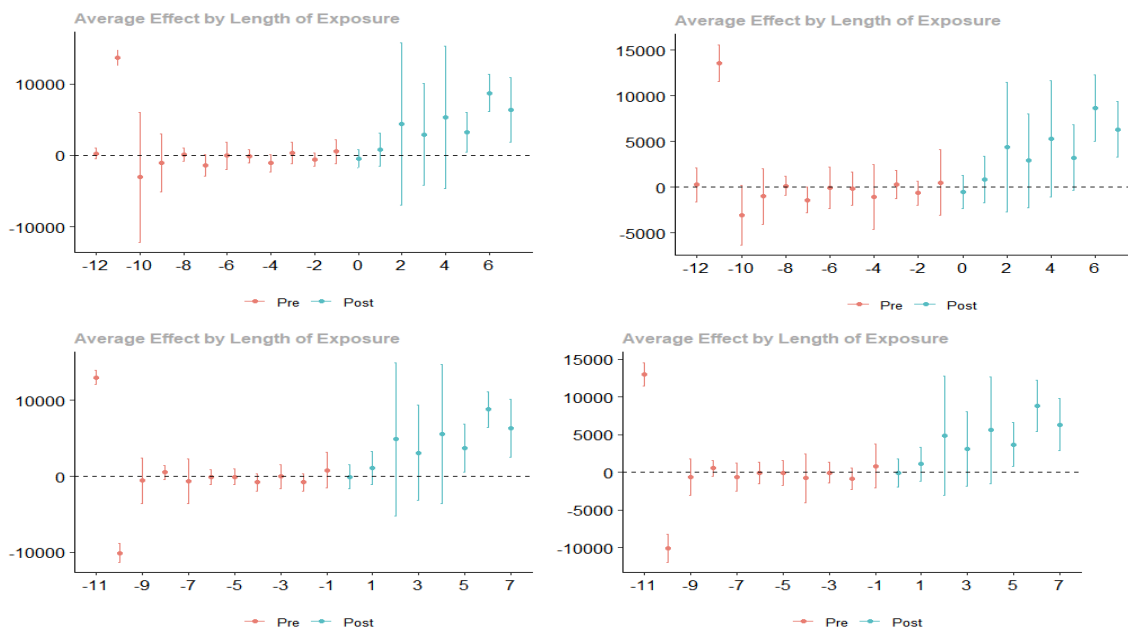 Average Effect by Length of Exposure
10000
0
-10000
-12 -10 -8 -6 -4 -2 0 2 4 6
Pre Post
Average Effect by Length of Exposure
15000
10000
5000
0
-5000
-12 -10 -8 -6 -4 -2 0 2 4 6
Pre Post
Average Effect by Length of Exposure
10000
0
-10000
-11 -9 -7 -5 -3 -1 1 3 5 7
Pre Post
Average Effect by Length of Exposure
15000
10000
5000
0
-5000
-10000
-11 -9 -7 -5 -3 -1 1 3 5 7
Pre Post